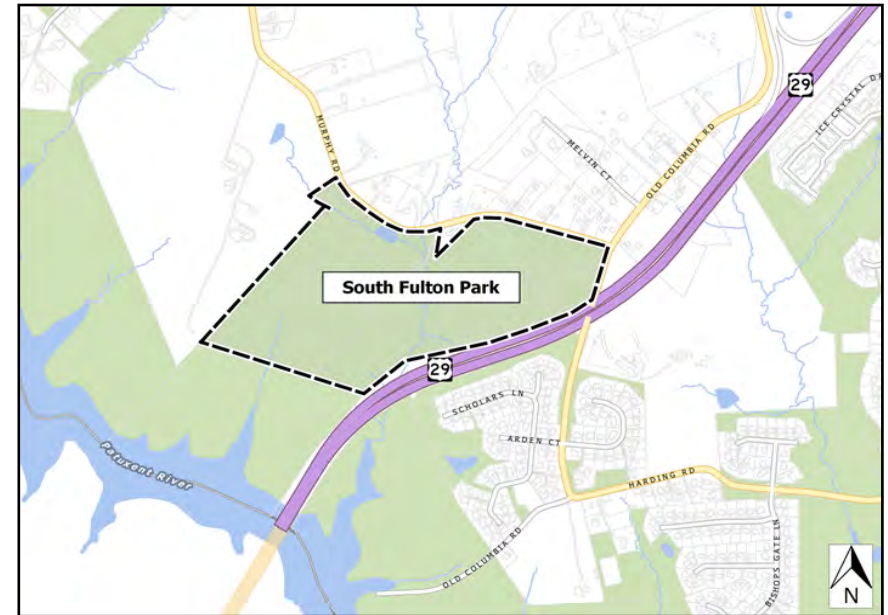 29
ICE CRYSTAL DR
MURPHY RD
MELVIN CT
OLD COLUMBIA RD
South Fulton Park
29
SCHOLARS LN
ARDEN CT
Patuxent River
HARDING RD
OLD COLUMBIA RD
BISHOPS GATE LN
N